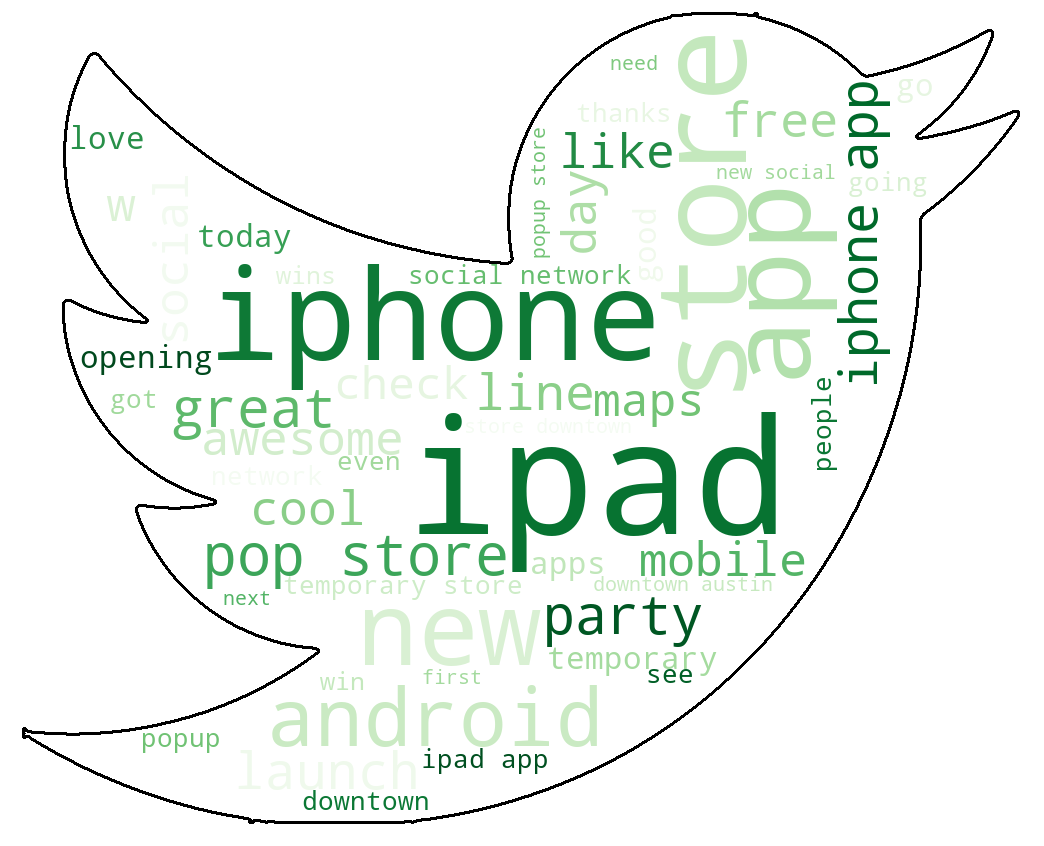 need
store
go
thanks
free
iphone app
love
like
popup store
new social
going
app
day
W
social
good
today
go
wins
social network
iphone
opening
check
line
maps
people
got
great
awesome
store downtown
ipad
even
network
cool
pop store
apps
mobile
temporary store
downtown austin
next
new
party
temporary
win
first
see
android
popup
launch
ipad app
downtown